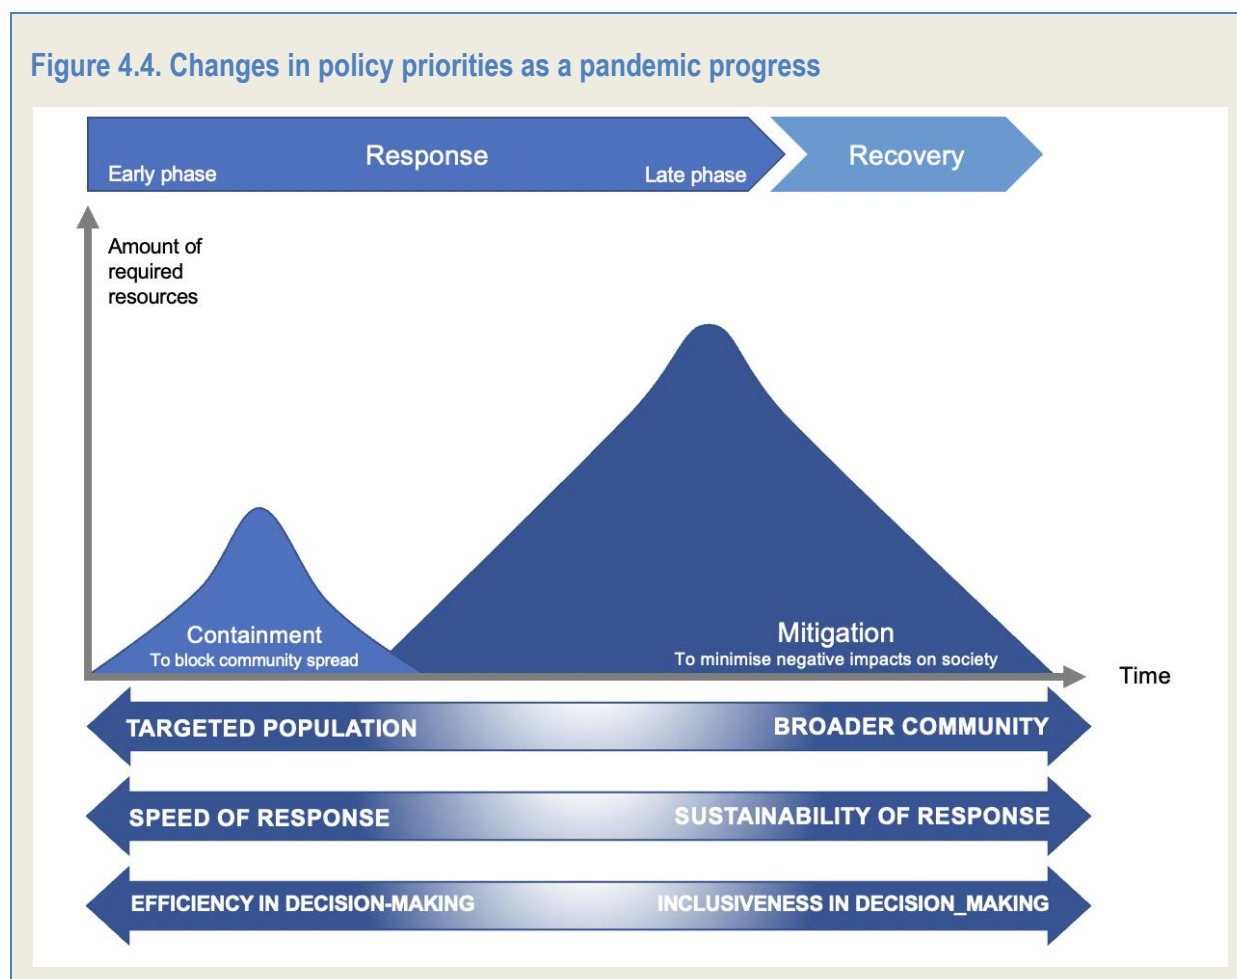 Figure 4.4. Changes in policy priorities as a pandemic progress
Response
Recovery
Early phase
Late phase
Amount of
required
resources
Containment
To block community spread
Mitigation
To minimise negative impacts on society
Time
TARGETED POPULATION
BROADER COMMUNITY
SPEED OF RESPONSE
SUSTAINABILITY OF RESPONSE
EFFICIENCY IN DECISION-MAKING
INCLUSIVENESS IN DECISION_MAKING